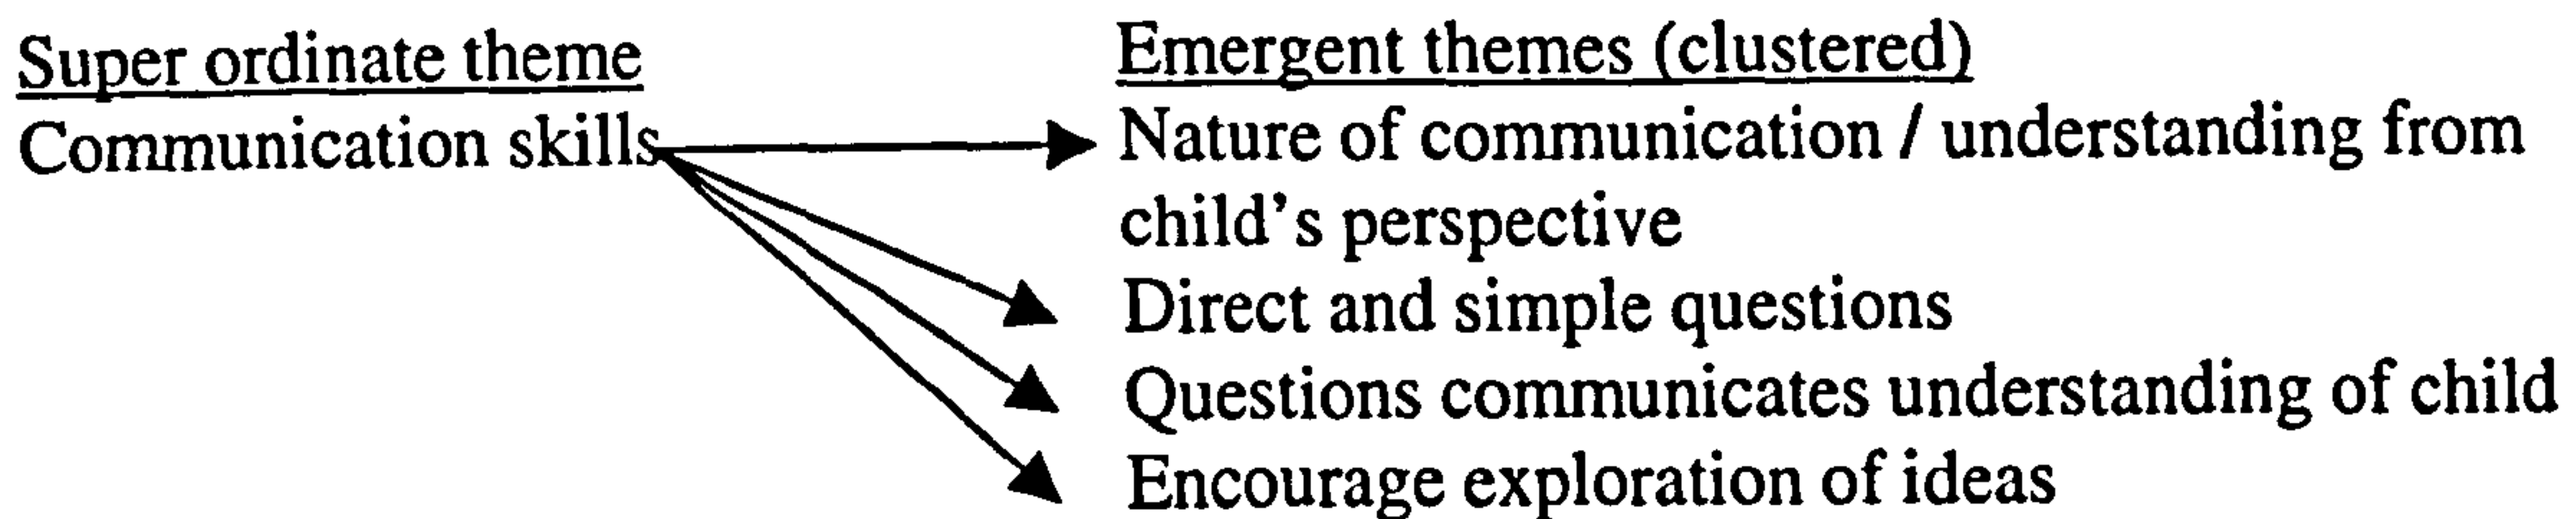 Super ordinate theme
Communication skills
Emergent themes (clustered)
Nature of communication / understanding from
child's perspective
Direct and simple questions
Questions communicates understanding of child
Encourage exploration of ideas